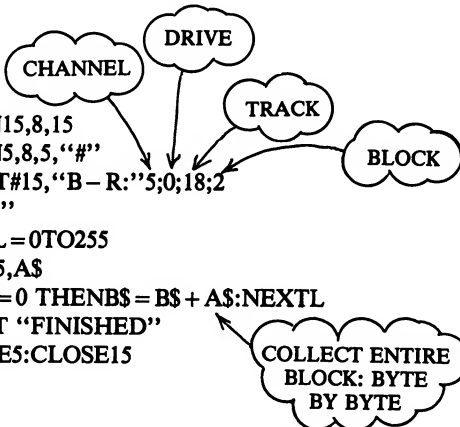 DRIVE
CHANNEL
TRACK
15,8,15
5,8,5,“#”
BLOCK
T#15,“B – R:”5;0;18;2
”
L = 0TO255
5,A$
= 0 THENB$ = B$ + A$:NEXTL
T “FINISHED”
E5:CLOSE15
COLLECT ENTIRE
BLOCK: BYTE
BY BYTE